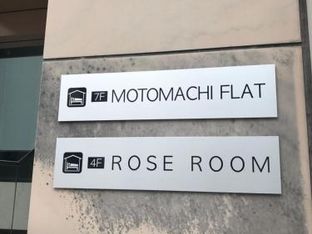 7F MOTOMACHI FLAT
4F ROSE ROOM